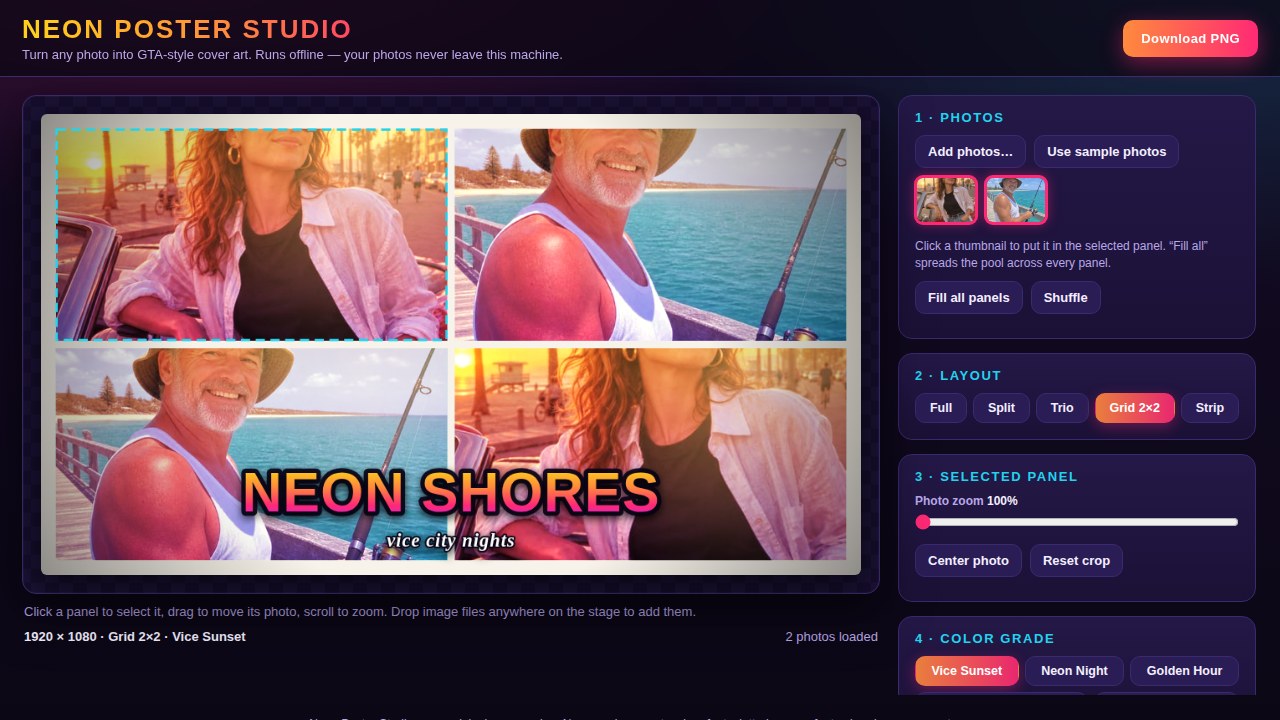 NEON POSTER STUDIO
Turn any photo into GTA-style cover art. Runs offline — your photos never leave this machine.
Download PNG
NEON SHORES
vice city nights
Click a panel to select it, drag to move its photo, scroll to zoom. Drop image files anywhere on the stage to add them.
1920 × 1080 · Grid 2×2 · Vice Sunset
2 photos loaded
1 · PHOTOS
Add photos…
Use sample photos
Click a thumbnail to put it in the selected panel. “Fill all”
spreads the pool across every panel.
Fill all panels
Shuffle
2 · LAYOUT
Full
Split
Trio
Grid 2×2
Strip
3 · SELECTED PANEL
Photo zoom 100%
Center photo
Reset crop
4 · COLOR GRADE
Vice Sunset
Neon Night
Golden Hour